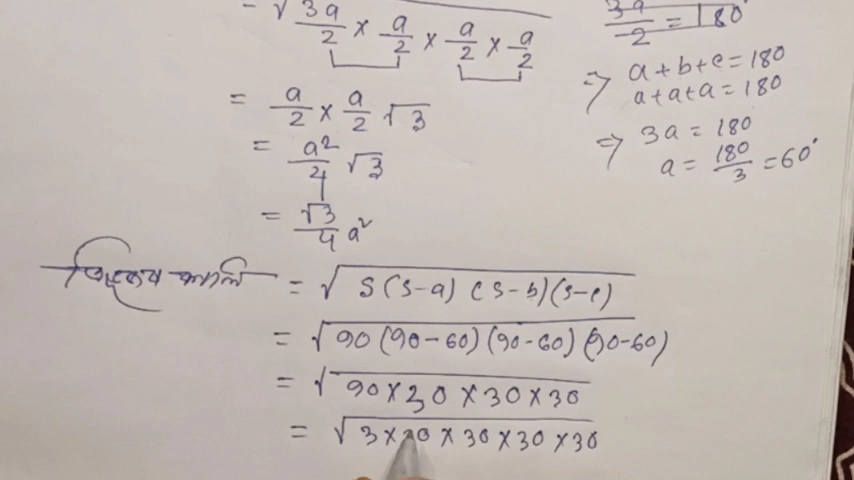 = √(3a/2 × a/2 × a/2 × a/2)
= a/2 × a/2 √3
= a²/4 √3
= √3/4 a²
= √(s(s-a)(s-b)(s-c))
= √(90(90-60)(90-60)(90-60))
= √(90×30×30×30)
= √(3×30×30×30×30)
3a/2 = 180°
⇒ a+b+c=180
a+a+a=180
⇒ 3a = 180
a = 180/3 = 60°